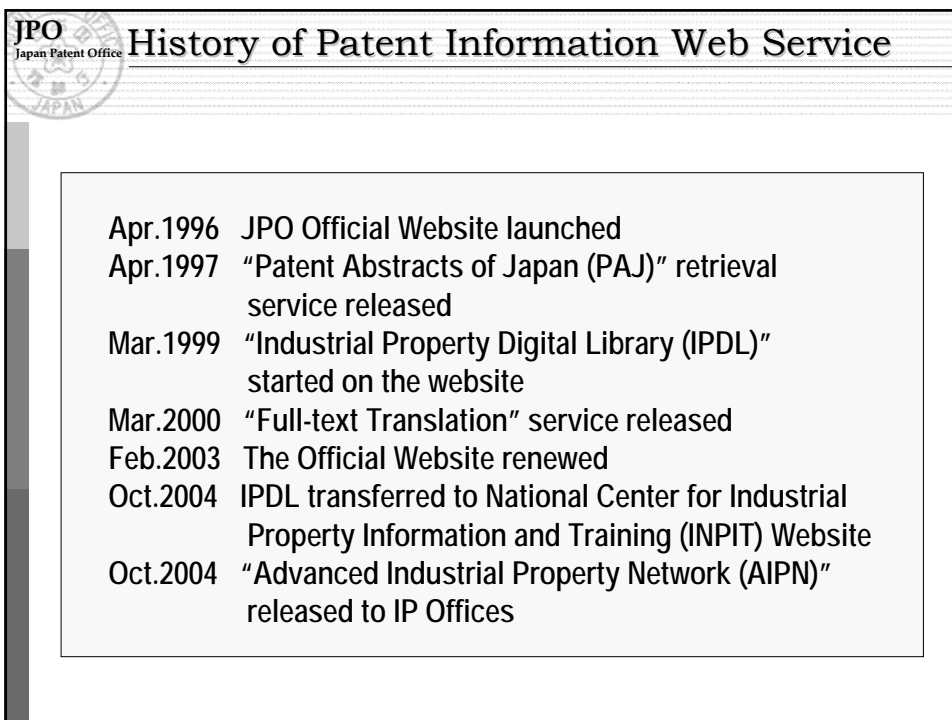 JPO
Japan Patent Office
History of Patent Information Web Service
JAPAN
Apr.1996 JPO Official Website launched
Apr.1997 “Patent Abstracts of Japan (PAJ)” retrieval
service released
Mar.1999 “Industrial Property Digital Library (IPDL)”
started on the website
Mar.2000 “Full-text Translation” service released
Feb.2003 The Official Website renewed
Oct.2004 IPDL transferred to National Center for Industrial
Property Information and Training (INPIT) Website
Oct.2004 “Advanced Industrial Property Network (AIPN)”
released to IP Offices